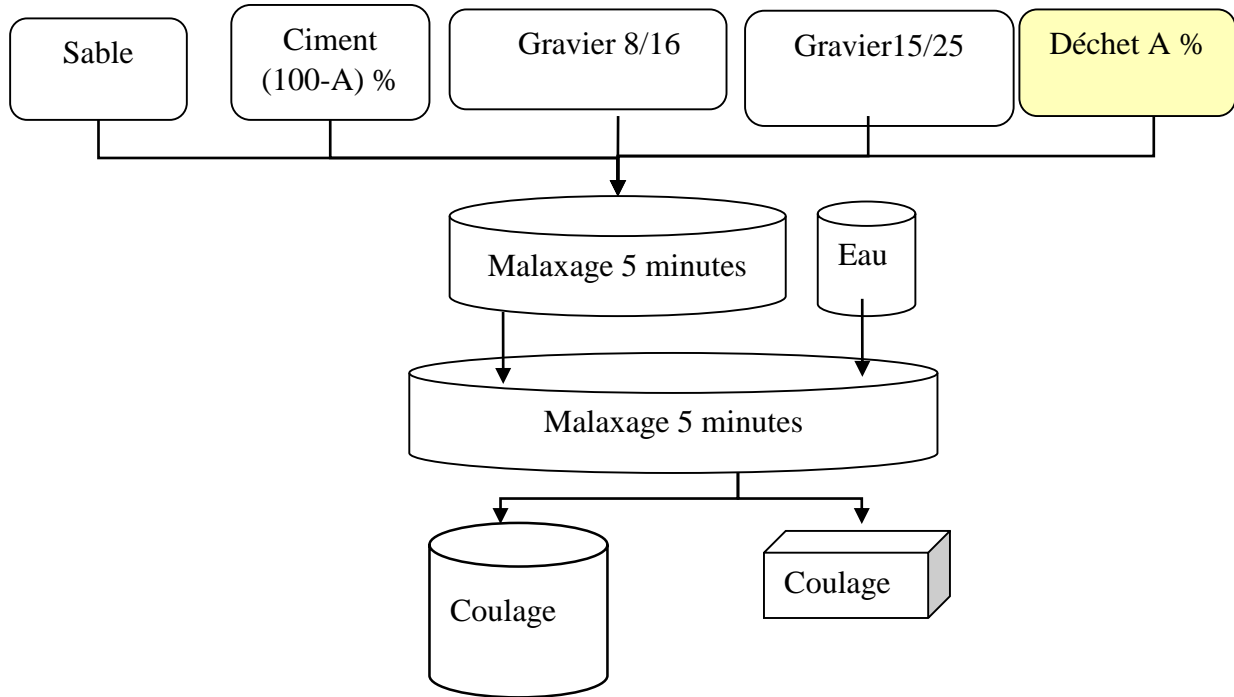 Sable
Ciment
(100-A) %
Gravier 8/16
Gravier15/25
Déchet A %
Malaxage 5 minutes
Eau
Malaxage 5 minutes
Coulage
Coulage